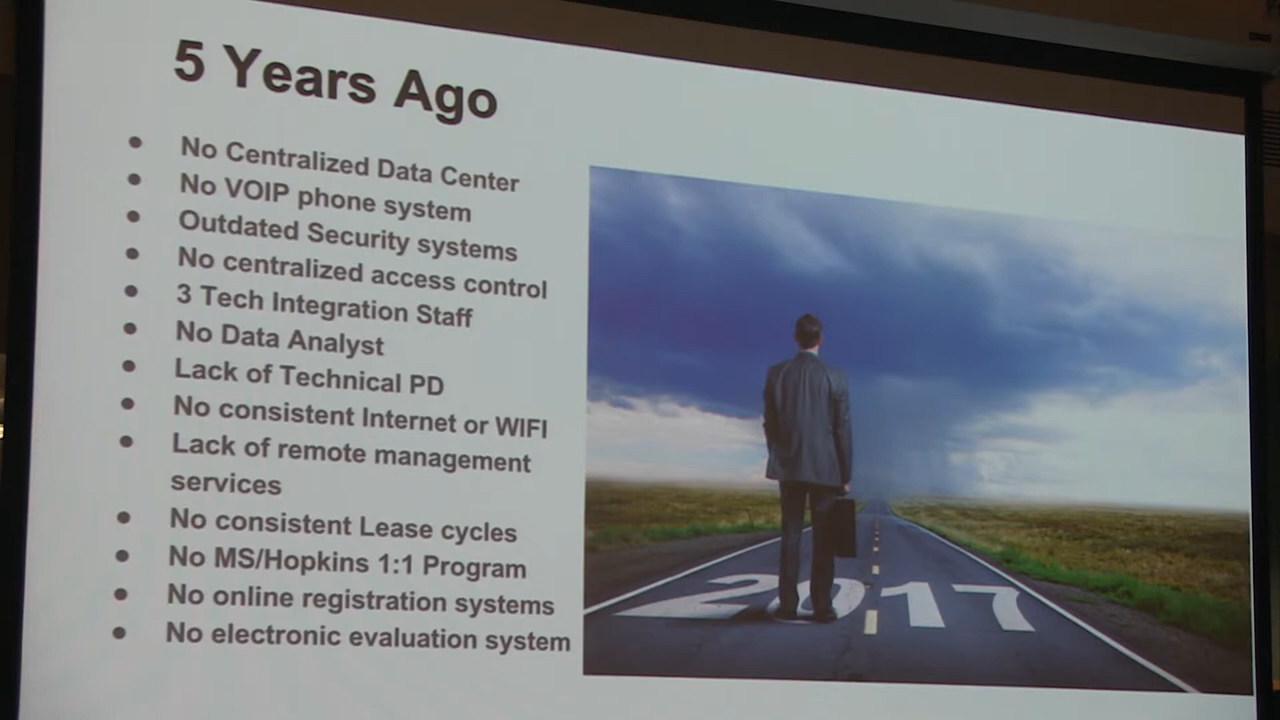 5 Years Ago
No Centralized Data Center
No VOIP phone system
Outdated Security systems
No centralized access control
3 Tech Integration Staff
No Data Analyst
Lack of Technical PD
No consistent Internet or WIFI
Lack of remote management
services
No consistent Lease cycles
No MS/Hopkins 1:1 Program
No online registration systems
No electronic evaluation system
2017